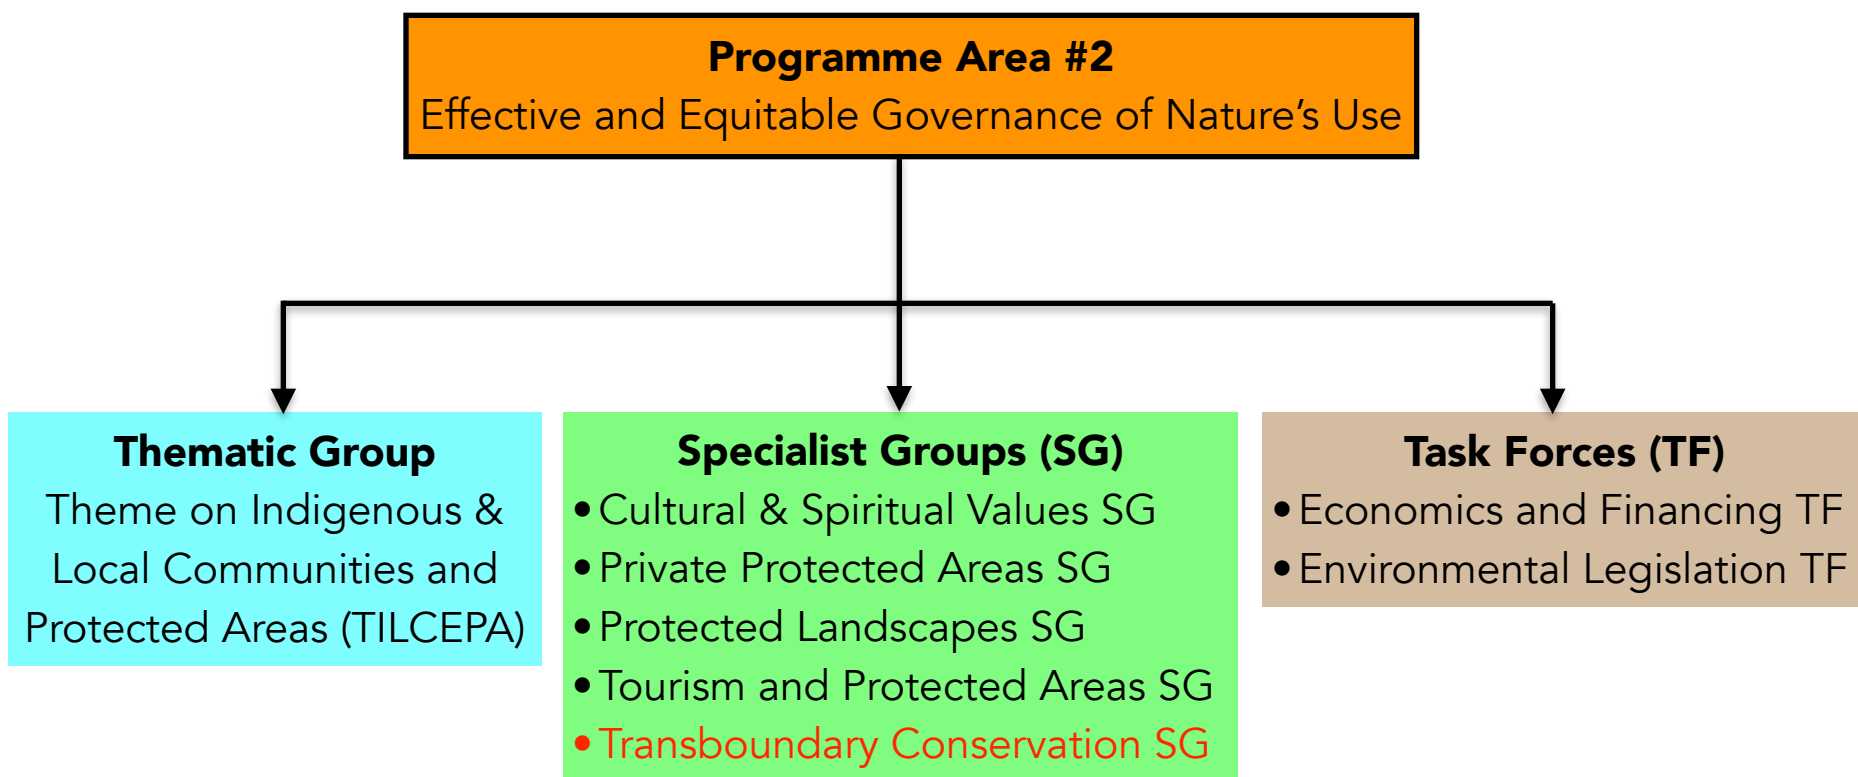 Programme Area #2
Effective and Equitable Governance of Nature’s Use
Thematic Group
Theme on Indigenous &
Local Communities and
Protected Areas (TILCEPA)
Specialist Groups (SG)
• Cultural & Spiritual Values SG
• Private Protected Areas SG
• Protected Landscapes SG
• Tourism and Protected Areas SG
• Transboundary Conservation SG
Task Forces (TF)
• Economics and Financing TF
• Environmental Legislation TF